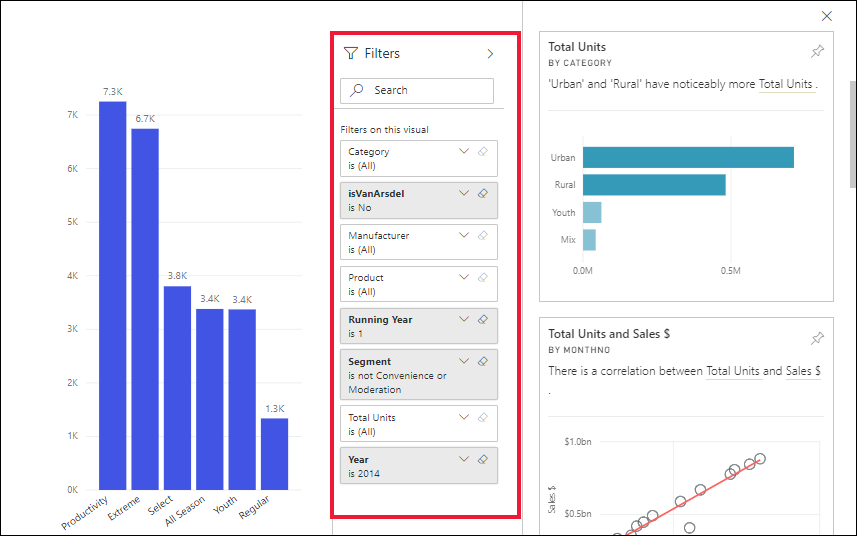 7.3K
6.7K
3.8K
3.4K
3.4K
1.3K
7K
6K
5K
4K
3K
2K
1K
0K
Productivity
Extreme
Select
All Season
Youth
Regular
Filters
Search
Filters on this visual
Category
is (All)
isVanArsdel
is No
Manufacturer
is (All)
Product
is (All)
Running Year
is 1
Segment
is not Convenience or
Moderation
Total Units
is (All)
Year
is 2014
Total Units
BY CATEGORY
'Urban' and 'Rural' have noticeably more Total Units .
Urban
Rural
Youth
Mix
0.0M
0.5M
Total Units and Sales $
BY MONTHNO
There is a correlation between Total Units and Sales $
.
$1.0bn
$0.5bn
Sales $